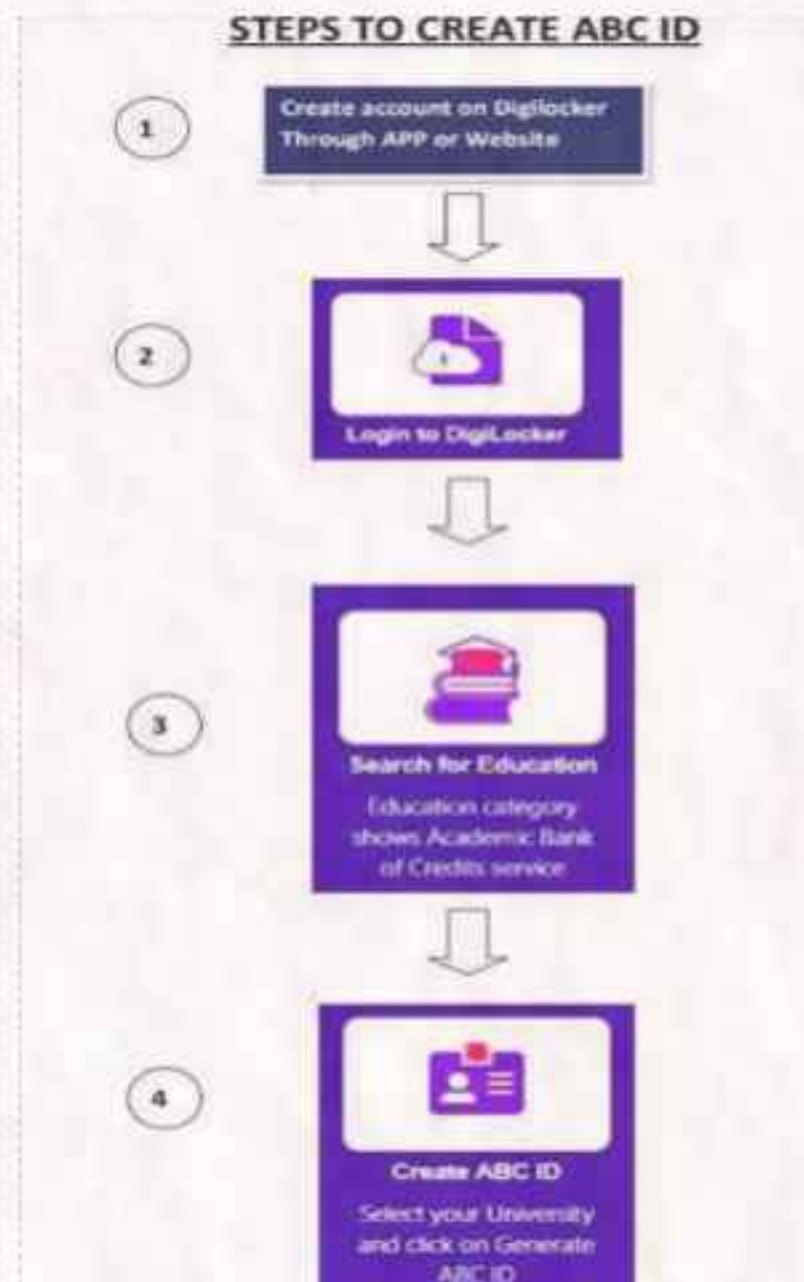 STEPS TO CREATE ABC ID
1
Create account on Digilocker
Through APP or Website
2
Login to DigiLocker
3
Search for Education
Education category
shows Academic Bank
of Credits service
4
Create ABC ID
Select your University
and click on Generate
ABC ID